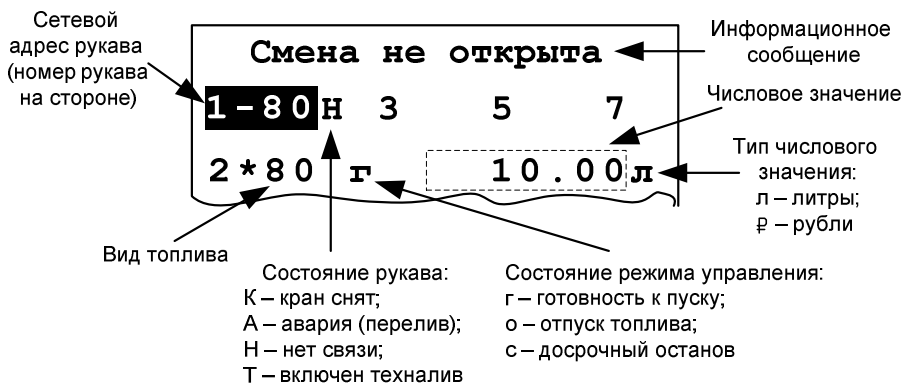 Сетевой
адрес рукава
(номер рукава
на стороне)
Смена не открыта
Информационное
сообщение
1-80 Н 3 5 7
Числовое значение
2*80 г 10.00л
Тип числового
значения:
л – литры;
₽ – рубли
Вид топлива
Состояние рукава:
К – кран снят;
А – авария (перелив);
Н – нет связи;
Т – включен техналив
Состояние режима управления:
г – готовность к пуску;
о – отпуск топлива;
с – досрочный останов